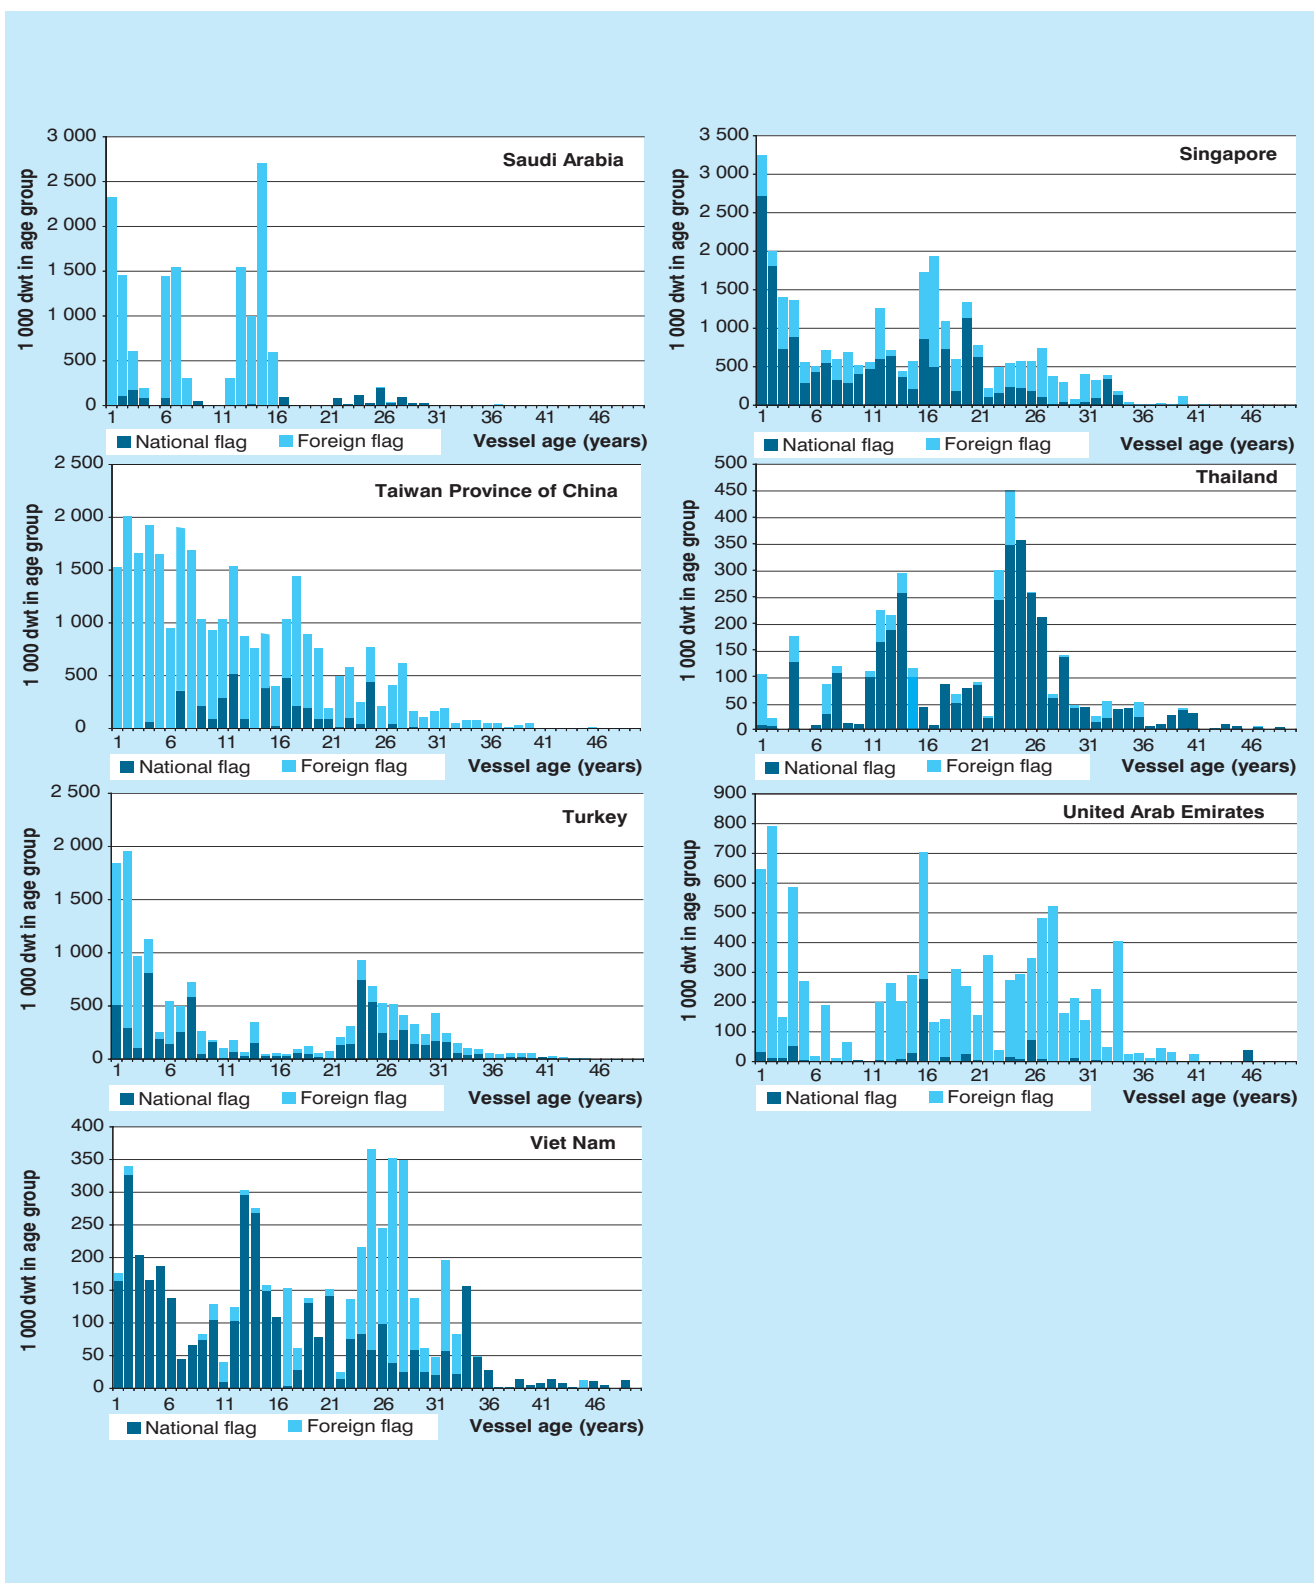 Saudi Arabia
1 000 dwt in age group
3 000
2 500
2 000
1 500
1 000
500
0
1 6 11 16 21 26 31 36 41 46
National flag Foreign flag Vessel age (years)
Singapore
1 000 dwt in age group
3 500
3 000
2 500
2 000
1 500
1 000
500
0
1 6 11 16 21 26 31 36 41 46
National flag Foreign flag Vessel age (years)
Taiwan Province of China
1 000 dwt in age group
2 500
2 000
1 500
1 000
500
0
1 6 11 16 21 26 31 36 41 46
National flag Foreign flag Vessel age (years)
Thailand
1 000 dwt in age group
500
450
400
350
300
250
200
150
100
50
0
1 6 11 16 21 26 31 36 41 46
National flag Foreign flag Vessel age (years)
Turkey
1 000 dwt in age group
2 500
2 000
1 500
1 000
500
0
1 6 11 16 21 26 31 36 41 46
National flag Foreign flag Vessel age (years)
United Arab Emirates
1 000 dwt in age group
900
800
700
600
500
400
300
200
100
0
1 6 11 16 21 26 31 36 41 46
National flag Foreign flag Vessel age (years)
Viet Nam
1 000 dwt in age group
400
350
300
250
200
150
100
50
0
1 6 11 16 21 26 31 36 41 46
National flag Foreign flag Vessel age (years)